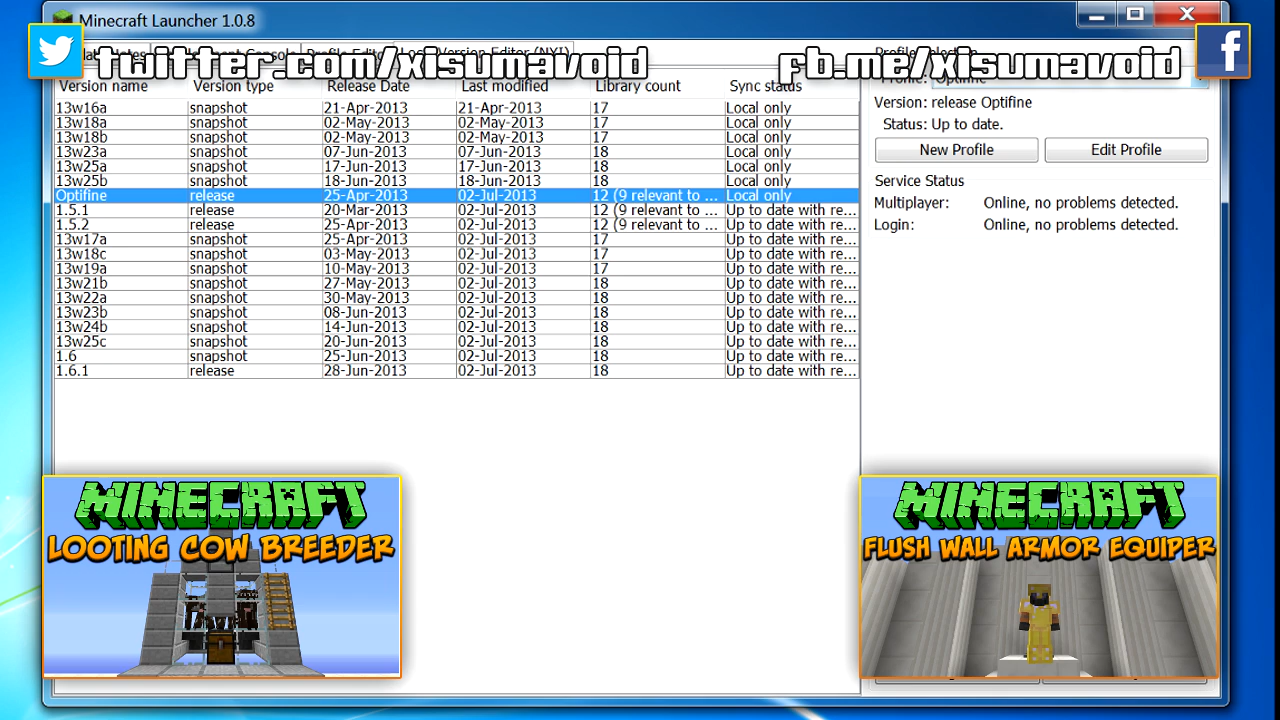 Minecraft Launcher 1.0.8
twitter.com/xisumavoid
fb.me/xisumavoid
Version name Version type Release Date Last modified Library count Sync status
13w16a snapshot 21-Apr-2013 21-Apr-2013 17 Local only
13w18a snapshot 02-May-2013 02-May-2013 17 Local only
13w18b snapshot 02-May-2013 02-May-2013 17 Local only
13w23a snapshot 07-Jun-2013 07-Jun-2013 18 Local only
13w25a snapshot 17-Jun-2013 17-Jun-2013 18 Local only
13w25b snapshot 18-Jun-2013 18-Jun-2013 18 Local only
Optifine release 25-Apr-2013 02-Jul-2013 12 (9 relevant to ... Local only
1.5.1 release 20-Mar-2013 02-Jul-2013 12 (9 relevant to ... Up to date with re...
1.5.2 release 25-Apr-2013 02-Jul-2013 12 (9 relevant to ... Up to date with re...
13w17a snapshot 25-Apr-2013 02-Jul-2013 17 Up to date with re...
13w18c snapshot 03-May-2013 02-Jul-2013 17 Up to date with re...
13w19a snapshot 10-May-2013 02-Jul-2013 17 Up to date with re...
13w21b snapshot 27-May-2013 02-Jul-2013 18 Up to date with re...
13w22a snapshot 30-May-2013 02-Jul-2013 18 Up to date with re...
13w23b snapshot 08-Jun-2013 02-Jul-2013 18 Up to date with re...
13w24b snapshot 14-Jun-2013 02-Jul-2013 18 Up to date with re...
13w25c snapshot 20-Jun-2013 02-Jul-2013 18 Up to date with re...
1.6 snapshot 25-Jun-2013 02-Jul-2013 18 Up to date with re...
1.6.1 release 28-Jun-2013 02-Jul-2013 18 Up to date with re...
Version: release Optifine
Status: Up to date.
New Profile Edit Profile
Service Status
Multiplayer: Online, no problems detected.
Login: Online, no problems detected.
MINECRAFT
LOOTING COW BREEDER
MINECRAFT
FLUSH WALL ARMOR EQUIPER